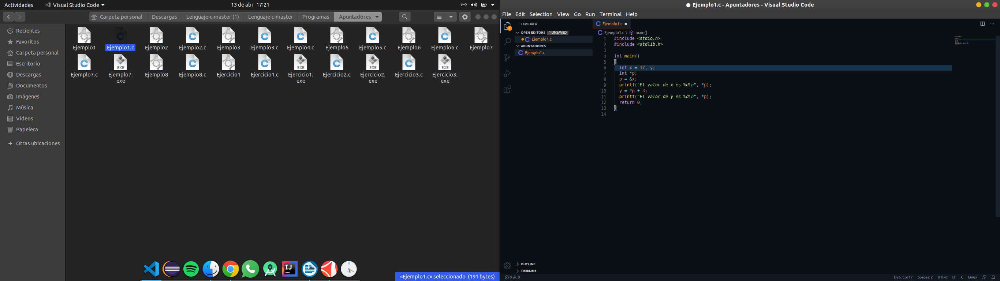 Actividades Visual Studio Code 13 de abr 17:21
Carpeta personal Descargas Lenguaje-c-master (1) Lenguaje-c-master Programas Apuntadores
Recientes
Favoritos
Carpeta personal
Escritorio
Descargas
Documentos
Imágenes
Música
Vídeos
Papelera
+ Otras ubicaciones
Ejemplo1 Ejemplo1.c Ejemplo2 Ejemplo2.c Ejemplo3 Ejemplo3.c Ejemplo4.c Ejemplo5 Ejemplo5.c Ejemplo6 Ejemplo6.c Ejemplo7
EXE EXE EXE EXE
Ejemplo7.c Ejemplo7. Ejemplo8 Ejemplo8.c Ejercicio1 Ejercicio1.c Ejercicio1. Ejercicio2.c Ejercicio2. Ejercicio3.c Ejercicio3.
exe exe exe exe
IJ
12
«Ejemplo1.c» seleccionado (191 bytes)
● Ejemplo1.c - Apuntadores - Visual Studio Code
File Edit Selection View Go Run Terminal Help
1
EXPLORER
OPEN EDITORS 1 UNSAVED
Ejemplo1.c
APUNTADORES
Ejemplo1.c
OUTLINE
TIMELINE
Ejemplo1.c ●
Ejemplo1.c > main()
1 #include <stdio.h>
2 #include <stdlib.h>
3
4 int main()
5 {
6 int x = 17, y;
7 int *p;
8 p = &x;
9 printf("El valor de x es %d\n", *p);
10 y = *p + 3;
11 printf("El valor de y es %d\n", *p);
12 return 0;
13 }
14
0 0 Ln 6, Col 17 Spaces: 2 UTF-8 LF C Linux